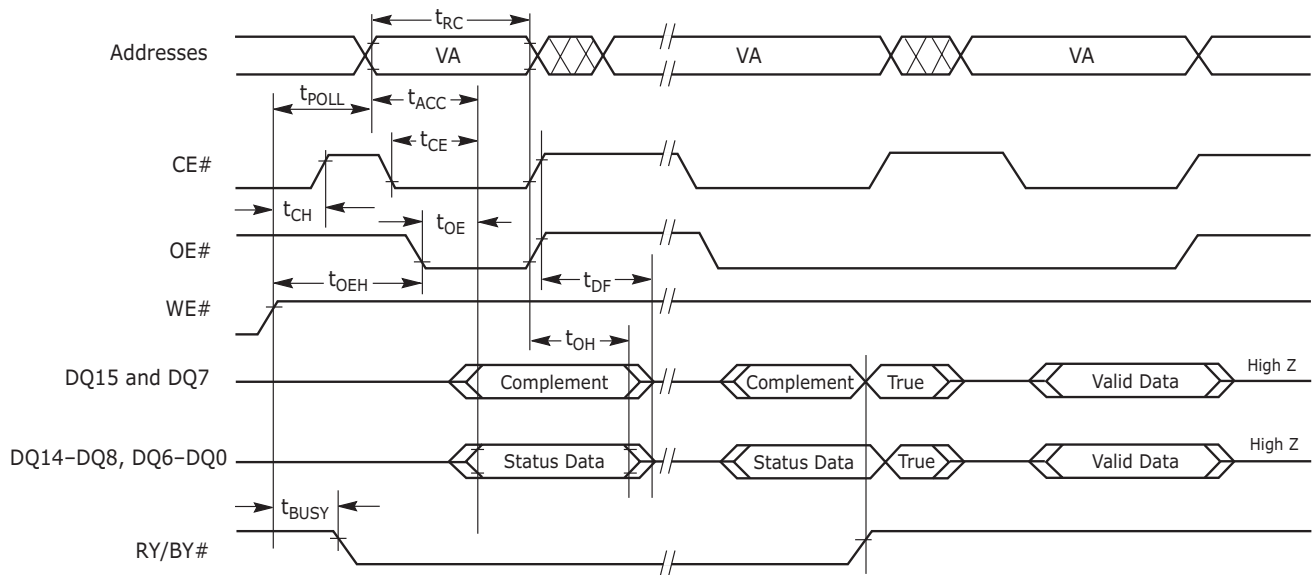 tRC
Addresses VA VA VA
tPOLL tACC
tCE
CE#
tCH tOE
OE#
tOEH tDF
WE#
tOH
DQ15 and DQ7 Complement Complement True Valid Data High Z
DQ14–DQ8, DQ6–DQ0 Status Data Status Data True Valid Data High Z
tBUSY
RY/BY#